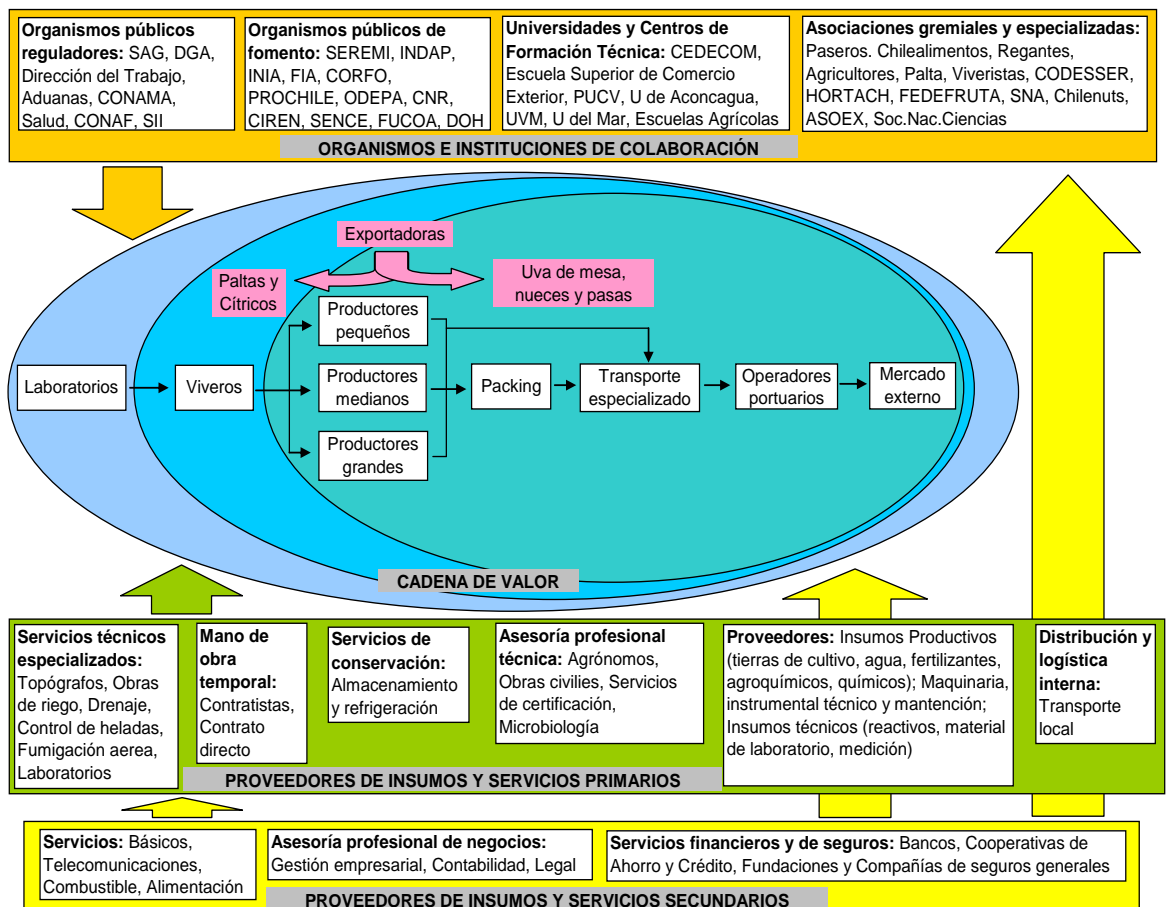 Organismos públicos
reguladores: SAG, DGA,
Dirección del Trabajo,
Aduanas, CONAMA,
Salud, CONAF, SII
Organismos públicos de
fomento: SEREMI, INDAP,
INIA, FIA, CORFO,
PROCHILE, ODEPA, CNR,
CIREN, SENCE, FUCOA, DOH
Universidades y Centros de
Formación Técnica: CEDECOM,
Escuela Superior de Comercio
Exterior, PUCV, U de Aconcagua,
UVM, U del Mar, Escuelas Agrícolas
Asociaciones gremiales y especializadas:
Paseros. Chilealimentos, Regantes,
Agricultores, Palta, Viveristas, CODESSER,
HORTACH, FEDEFRUTA, SNA, Chilenuts,
ASOEX, Soc.Nac.Ciencias
ORGANISMOS E INSTITUCIONES DE COLABORACIÓN
Exportadoras
Paltas y
Cítricos
Uva de mesa,
nueces y pasas
Laboratorios
Viveros
Productores
pequeños
Productores
medianos
Productores
grandes
Packing
Transporte
especializado
Operadores
portuarios
Mercado
externo
CADENA DE VALOR
Servicios técnicos
especializados:
Topógrafos, Obras
de riego, Drenaje,
Control de heladas,
Fumigación aerea,
Laboratorios
Mano de
obra
temporal:
Contratistas,
Contrato
directo
Servicios de
conservación:
Almacenamiento
y refrigeración
Asesoría profesional
técnica: Agrónomos,
Obras civilies, Servicios
de certificación,
Microbiología
Proveedores: Insumos Productivos
(tierras de cultivo, agua, fertilizantes,
agroquímicos, químicos); Maquinaria,
instrumental técnico y mantención;
Insumos técnicos (reactivos, material
de laboratorio, medición)
Distribución y
logística
interna:
Transporte
local
PROVEEDORES DE INSUMOS Y SERVICIOS PRIMARIOS
Servicios: Básicos,
Telecomunicaciones,
Combustible, Alimentación
Asesoría profesional de negocios:
Gestión empresarial, Contabilidad, Legal
Servicios financieros y de seguros: Bancos, Cooperativas de
Ahorro y Crédito, Fundaciones y Compañías de seguros generales
PROVEEDORES DE INSUMOS Y SERVICIOS SECUNDARIOS